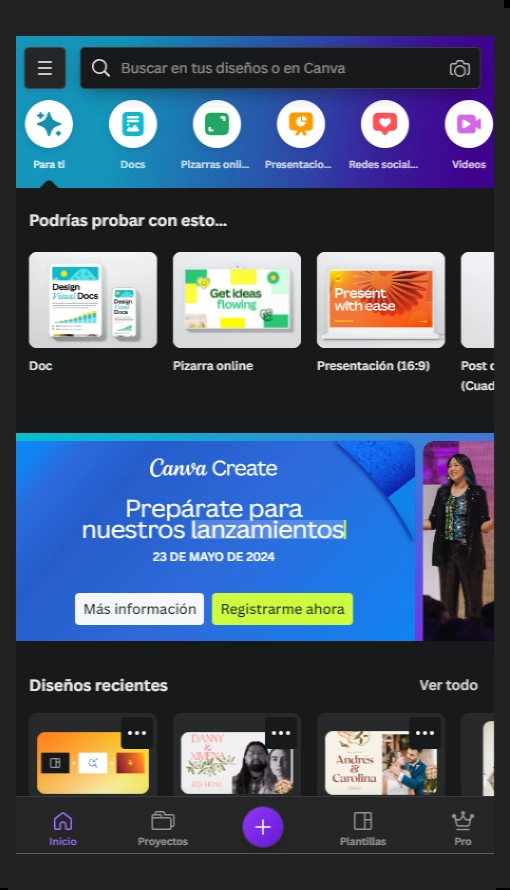 Buscar en tus diseños o en Canva
Para ti
Docs
Pizarras onli...
Presentacio...
Redes social...
Videos
Podrías probar con esto...
Design
Visual Docs
Design
Visual Docs
Get ideas
flowing
Present
with ease
Doc
Pizarra online
Presentación (16:9)
Post
(Cuad
Canva Create
Prepárate para
nuestros lanzamientos
23 DE MAYO DE 2024
Más información
Registrarme ahora
Diseños recientes
Ver todo
DANNY
&
XIMENA
Andrés
&
Carolina
Inicio
Proyectos
Plantillas
Pro